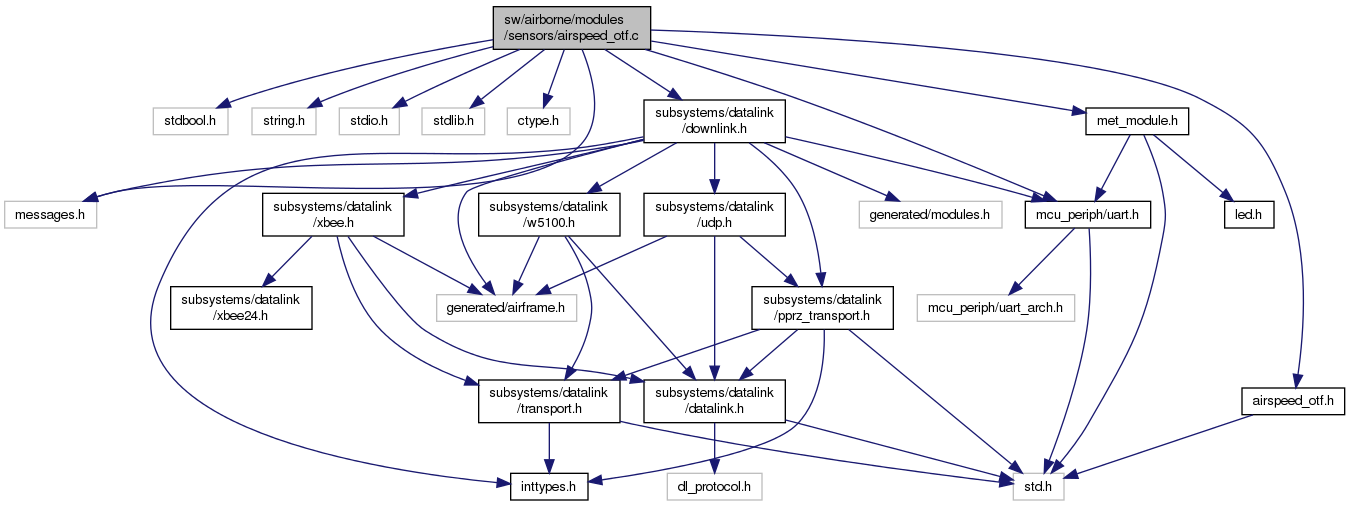 sw/airborne/modules
/sensors/airspeed_otf.c
stdbool.h
string.h
stdio.h
stdlib.h
ctype.h
subsystems/datalink
/downlink.h
met_module.h
messages.h
subsystems/datalink
/xbee.h
subsystems/datalink
/w5100.h
subsystems/datalink
/udp.h
generated/modules.h
mcu_periph/uart.h
led.h
subsystems/datalink
/xbee24.h
generated/airframe.h
subsystems/datalink
/pprz_transport.h
mcu_periph/uart_arch.h
subsystems/datalink
/transport.h
subsystems/datalink
/datalink.h
airspeed_otf.h
inttypes.h
dl_protocol.h
std.h